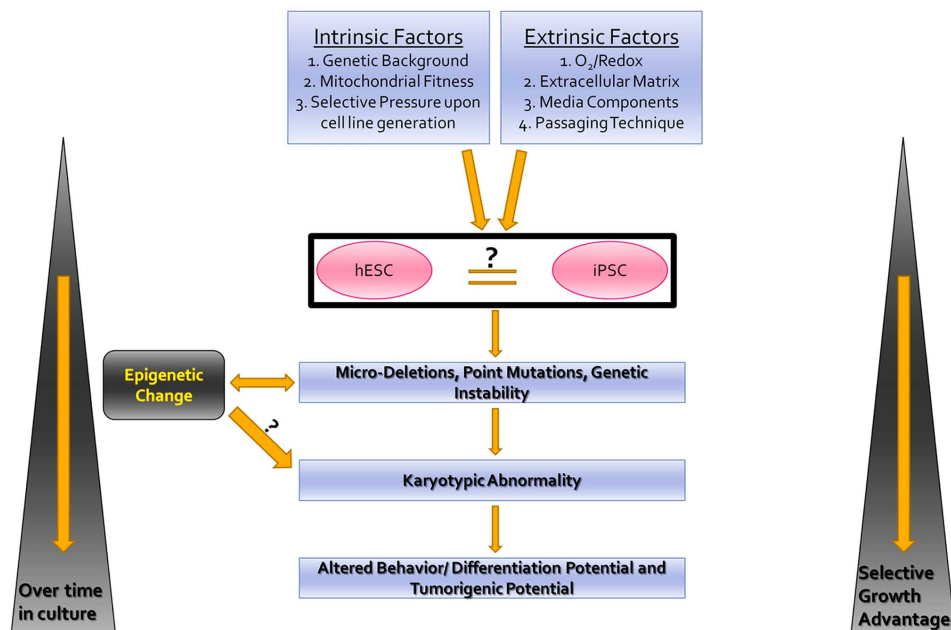 Intrinsic Factors
1. Genetic Background
2. Mitochondrial Fitness
3. Selective Pressure upon
cell line generation
Extrinsic Factors
1. O₂/Redox
2. Extracellular Matrix
3. Media Components
4. Passaging Technique
hESC
?
=
iPSC
Micro-Deletions, Point Mutations, Genetic
Instability
Epigenetic
Change
?
Karyotypic Abnormality
Altered Behavior/ Differentiation Potential and
Tumorigenic Potential
Over time
in culture
Selective
Growth
Advantage